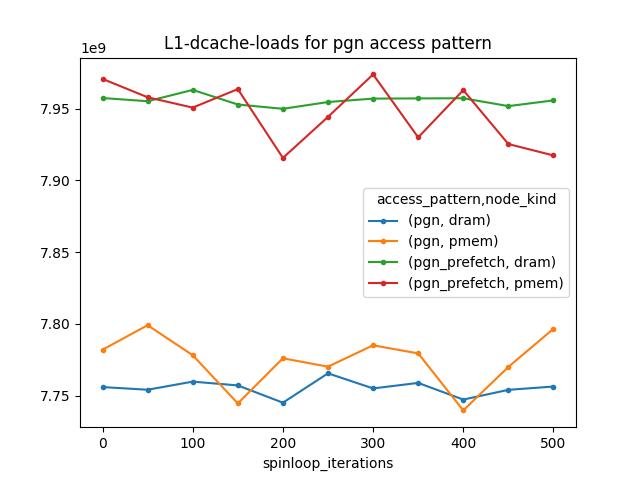 L1-dcache-loads for pgn access pattern
1e9
7.95
7.90
7.85
7.80
7.75
access_pattern,node_kind
(pgn, dram)
(pgn, pmem)
(pgn_prefetch, dram)
(pgn_prefetch, pmem)
0 100 200 300 400 500
spinloop_iterations